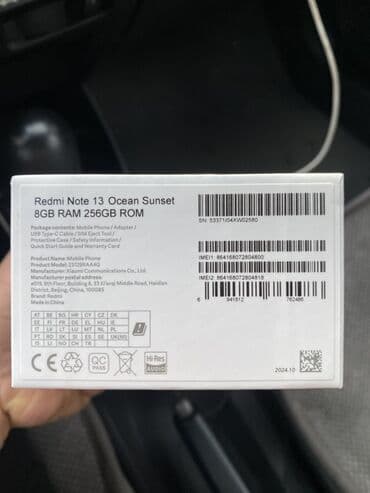 Redmi Note 13 Ocean Sunset
8GB RAM 256GB ROM
Package contents: Mobile Phone / Adapter /
USB Type-C Cable / SIM Eject Tool /
Protective Case / Safety Information /
Quick Start Guide and Warranty Card
Product: Mobile Phone
Product Model: 23129RAA4G
Manufacturer: Xiaomi Communications Co., Ltd.
Manufacturer postal address:
#019, 9th Floor, Building 6, 33 Xi'erqi Middle Road, Haidian
District, Beijing, China, 100085
Brand: Redmi
Made in China
SN: 53371/04XW02580
IMEI1: 864168072804800
IMEI2: 864168072804818
6 941812 762486
AT BE BG HR CY CZ DK
EE FI FR DE EL HU IE
IT LV LT LU MT NL PL
PT RO SK SI ES SE UK(NI)
IS LI NO CH TR
CE
QC
PASS
Hi-Res
AUDIO
2024.10